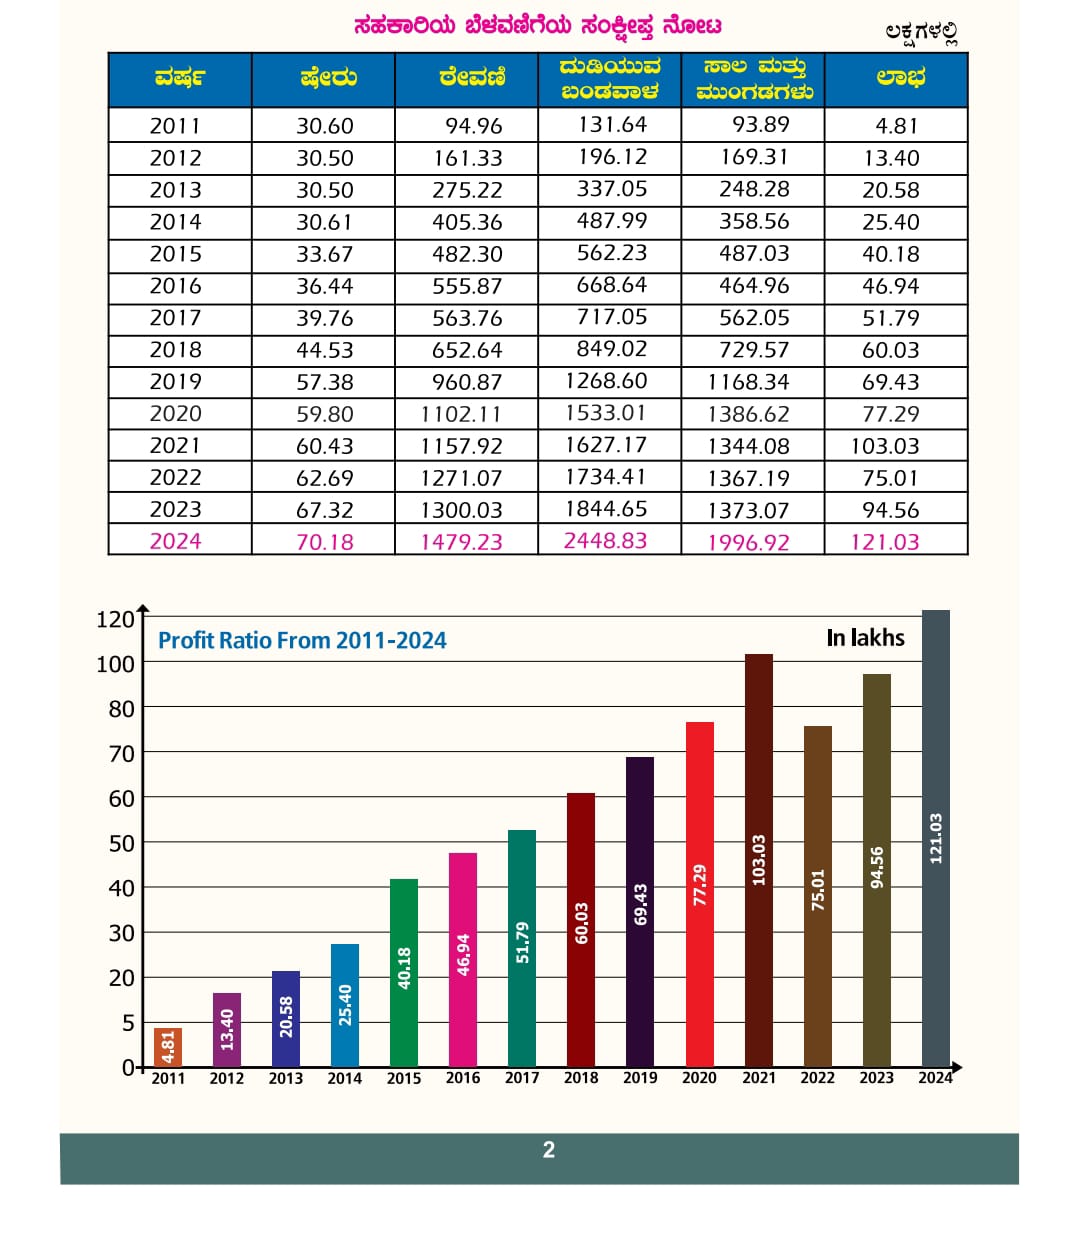 ಸಹಕಾರಿಯ ಬೆಳವಣಿಗೆಯ ಸಂಕ್ಷೀಪ್ತ ನೋಟ
ಲಕ್ಷಗಳಲ್ಲಿ
ವರ್ಷ ಷೇರು ಠೇವಣಿ ದುಡಿಯುವ ಬಂಡವಾಳ ಸಾಲ ಮತ್ತು ಮುಂಗಡಗಳು ಲಾಭ
2011 30.60 94.96 131.64 93.89 4.81
2012 30.50 161.33 196.12 169.31 13.40
2013 30.50 275.22 337.05 248.28 20.58
2014 30.61 405.36 487.99 358.56 25.40
2015 33.67 482.30 562.23 487.03 40.18
2016 36.44 555.87 668.64 464.96 46.94
2017 39.76 563.76 717.05 562.05 51.79
2018 44.53 652.64 849.02 729.57 60.03
2019 57.38 960.87 1268.60 1168.34 69.43
2020 59.80 1102.11 1533.01 1386.62 77.29
2021 60.43 1157.92 1627.17 1344.08 103.03
2022 62.69 1271.07 1734.41 1367.19 75.01
2023 67.32 1300.03 1844.65 1373.07 94.56
2024 70.18 1479.23 2448.83 1996.92 121.03
Profit Ratio From 2011-2024
In lakhs
120
100
80
70
60
50
40
30
20
5
0
4.81 13.40 20.58 25.40 40.18 46.94 51.79 60.03 69.43 77.29 103.03 75.01 94.56 121.03
2011 2012 2013 2014 2015 2016 2017 2018 2019 2020 2021 2022 2023 2024
2